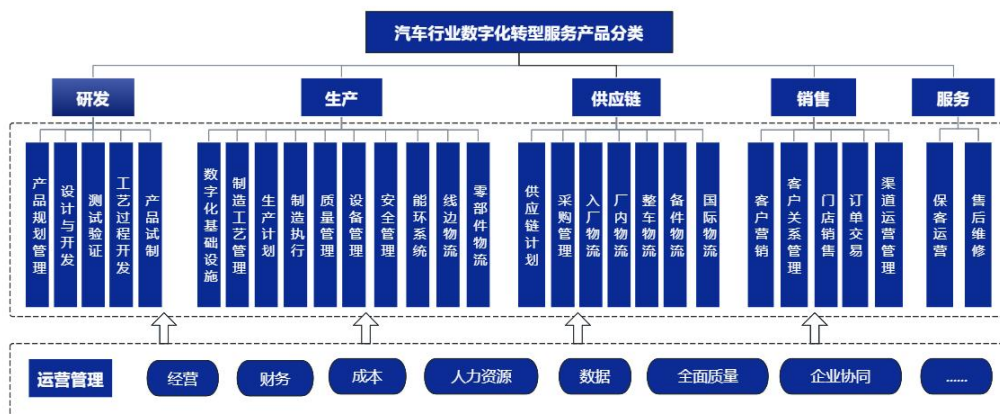 汽车行业数字化转型服务产品分类
研发
生产
供应链
销售
服务
产品规划管理
设计与开发
测试验证
工艺过程开发
产品试制
数字化基础设施
制造工艺管理
生产计划
制造执行
质量管理
设备管理
安全管理
能环系统
线边物流
零部件物流
供应链计划
采购管理
入厂物流
厂内物流
整车物流
备件物流
国际物流
客户营销
客户关系管理
门店销售
订单交易
渠道运营管理
保客运营
售后维修
运营管理
经营
财务
成本
人力资源
数据
全面质量
企业协同
......